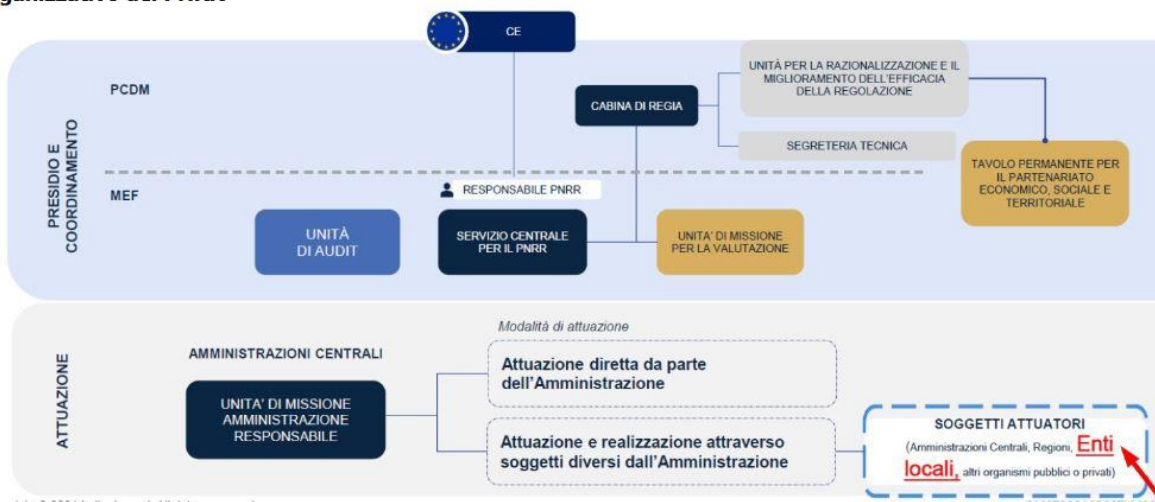 CE
PCDM
UNITÀ PER LA RAZIONALIZZAZIONE E IL
MIGLIORAMENTO DELL'EFFICACIA
DELLA REGOLAZIONE
CABINA DI REGIA
SEGRETERIA TECNICA
PRESIDIO E
COORDINAMENTO
TAVOLO PERMANENTE PER
IL PARTENARIATO
ECONOMICO, SOCIALE E
TERRITORIALE
MEF
RESPONSABILE PNRR
UNITÀ
DI AUDIT
SERVIZIO CENTRALE
PER IL PNRR
UNITA' DI MISSIONE
PER LA VALUTAZIONE
ATTUAZIONE
Modalità di attuazione
AMMINISTRAZIONI CENTRALI
Attuazione diretta da parte
dell'Amministrazione
UNITA' DI MISSIONE
AMMINISTRAZIONE
RESPONSABILE
Attuazione e realizzazione attraverso
soggetti diversi dall'Amministrazione
SOGGETTI ATTUATORI
(Amministrazioni Centrali, Regioni, Enti
locali, altri organismi pubblici o privati)